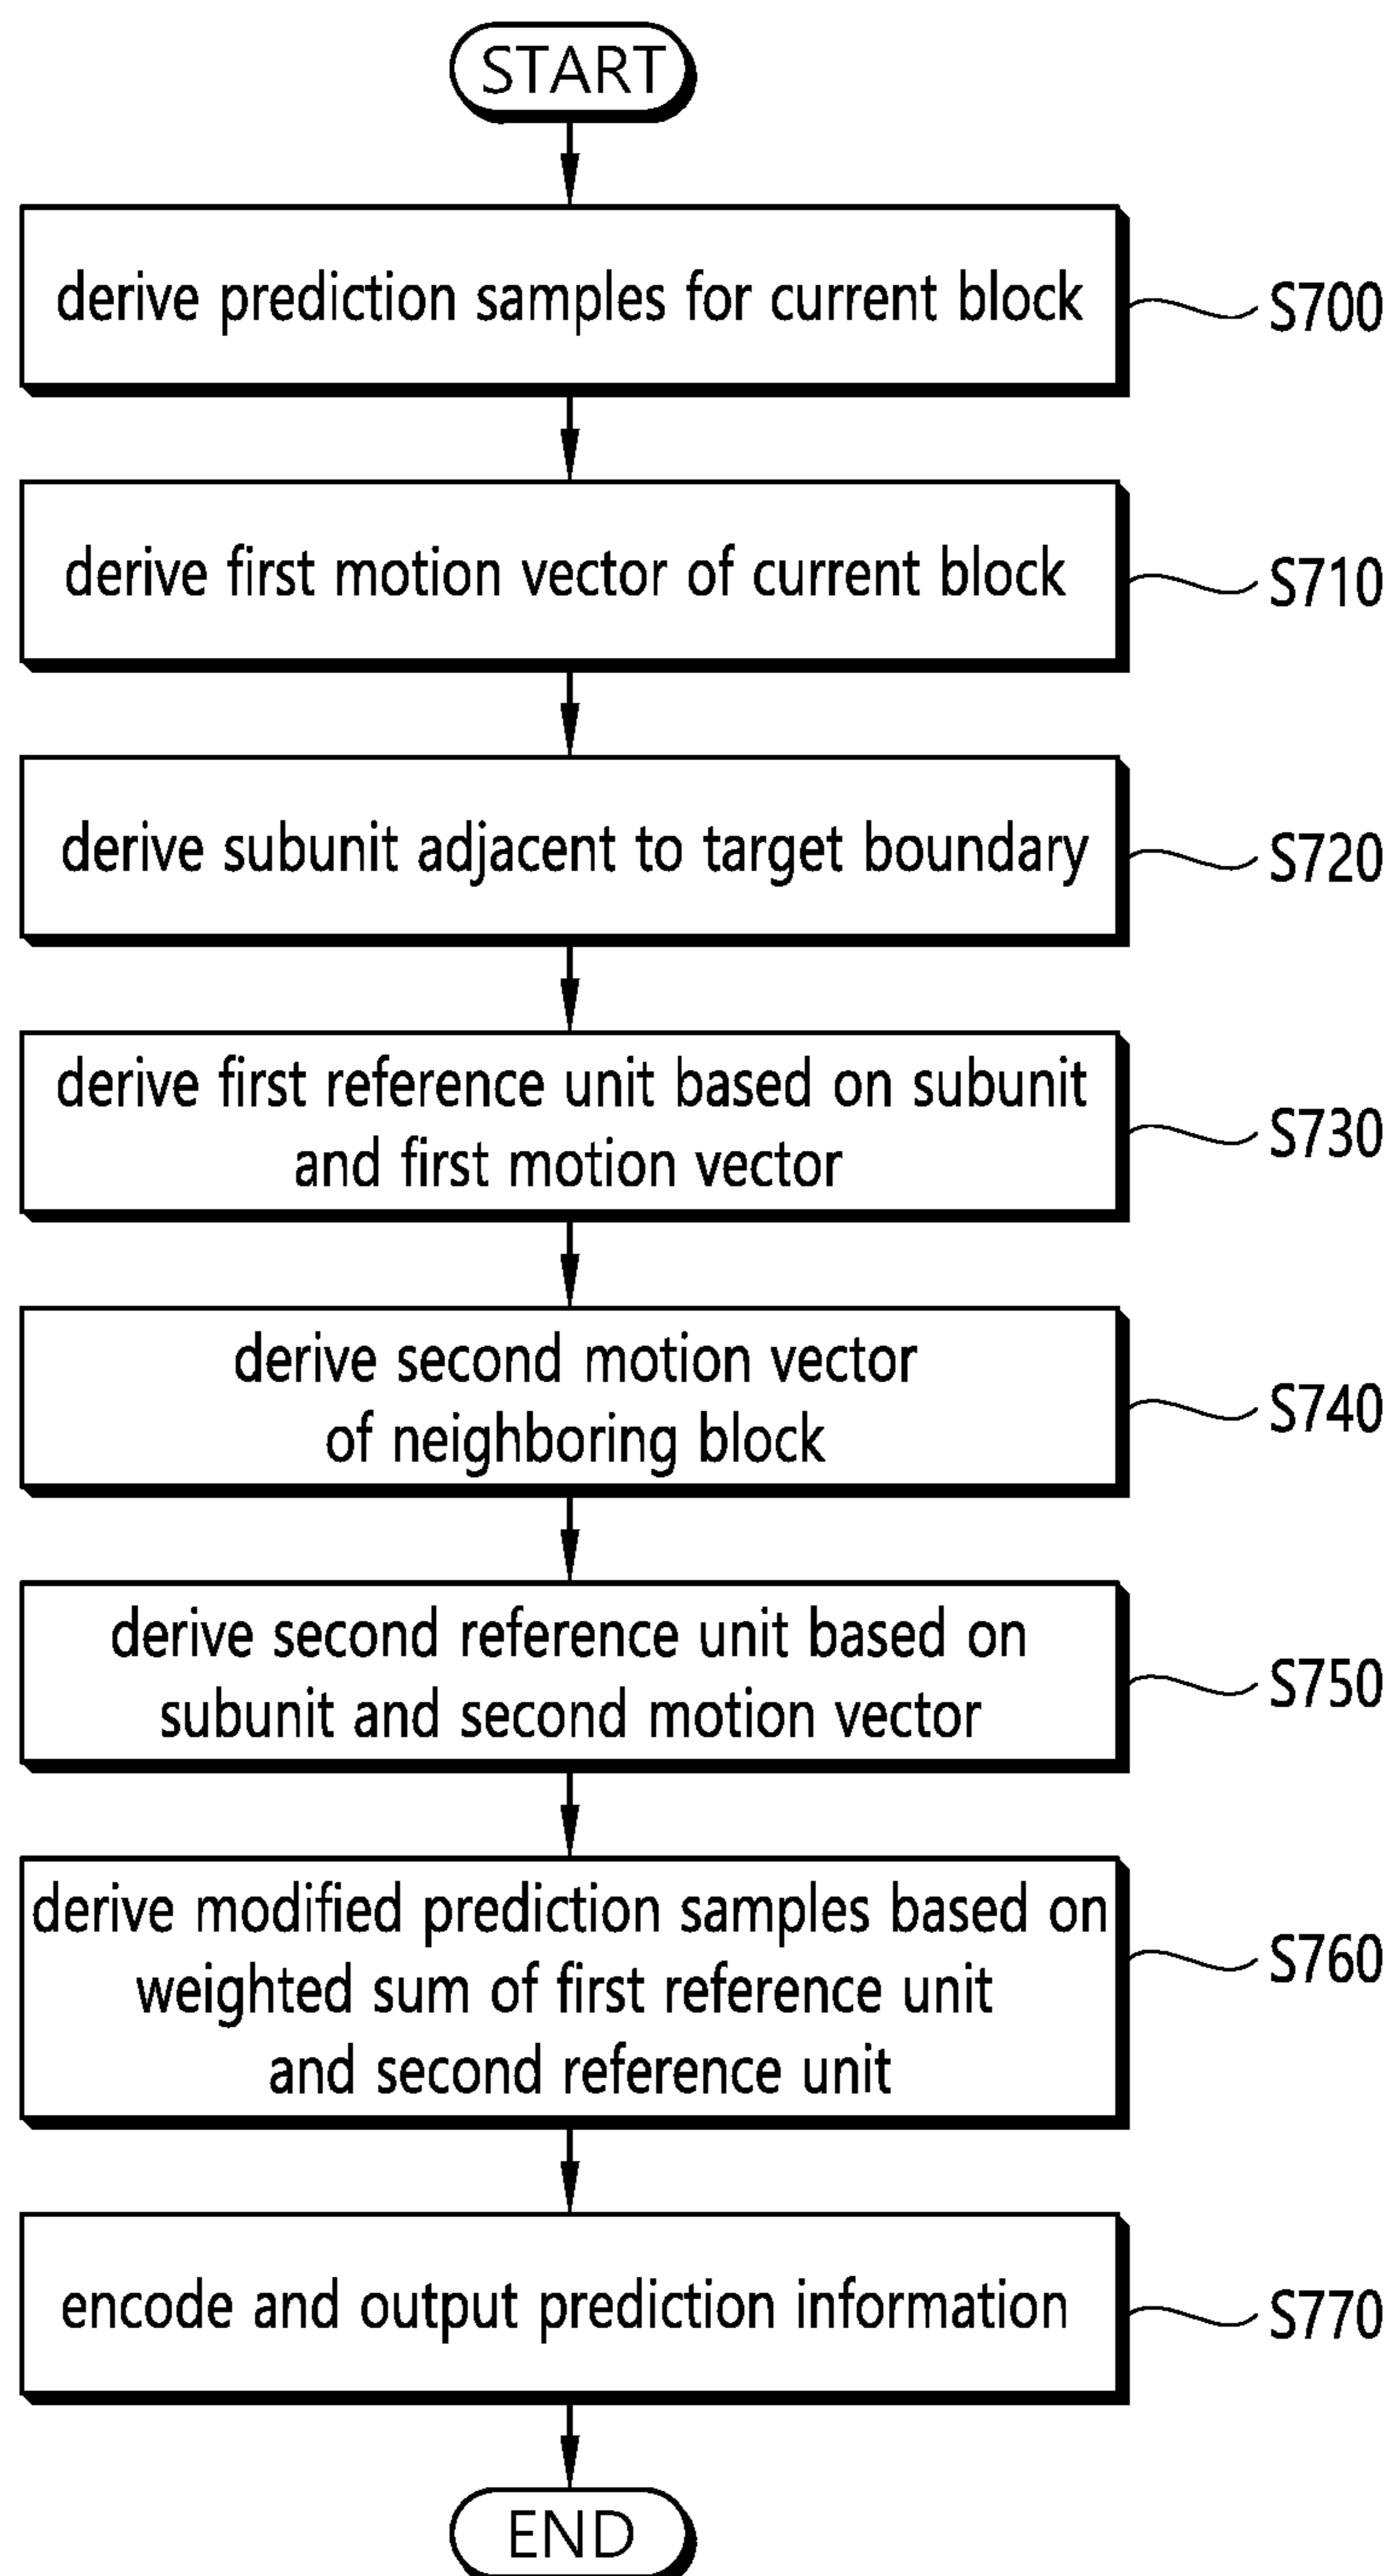 START
derive prediction samples for current block
S700
derive first motion vector of current block
S710
derive subunit adjacent to target boundary
S720
derive first reference unit based on subunit
and first motion vector
S730
derive second motion vector
of neighboring block
S740
derive second reference unit based on
subunit and second motion vector
S750
derive modified prediction samples based on
weighted sum of first reference unit
and second reference unit
S760
encode and output prediction information
S770
END